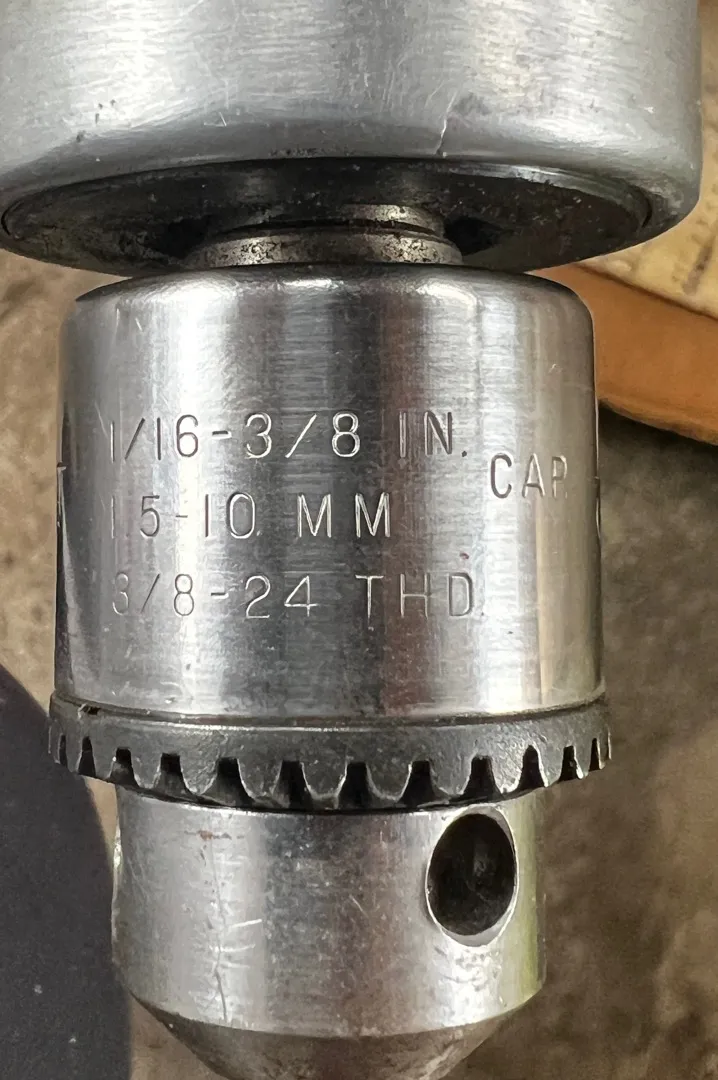 1/16-3/8 IN.
CAP.
1.5-10 MM
3/8-24 THD.